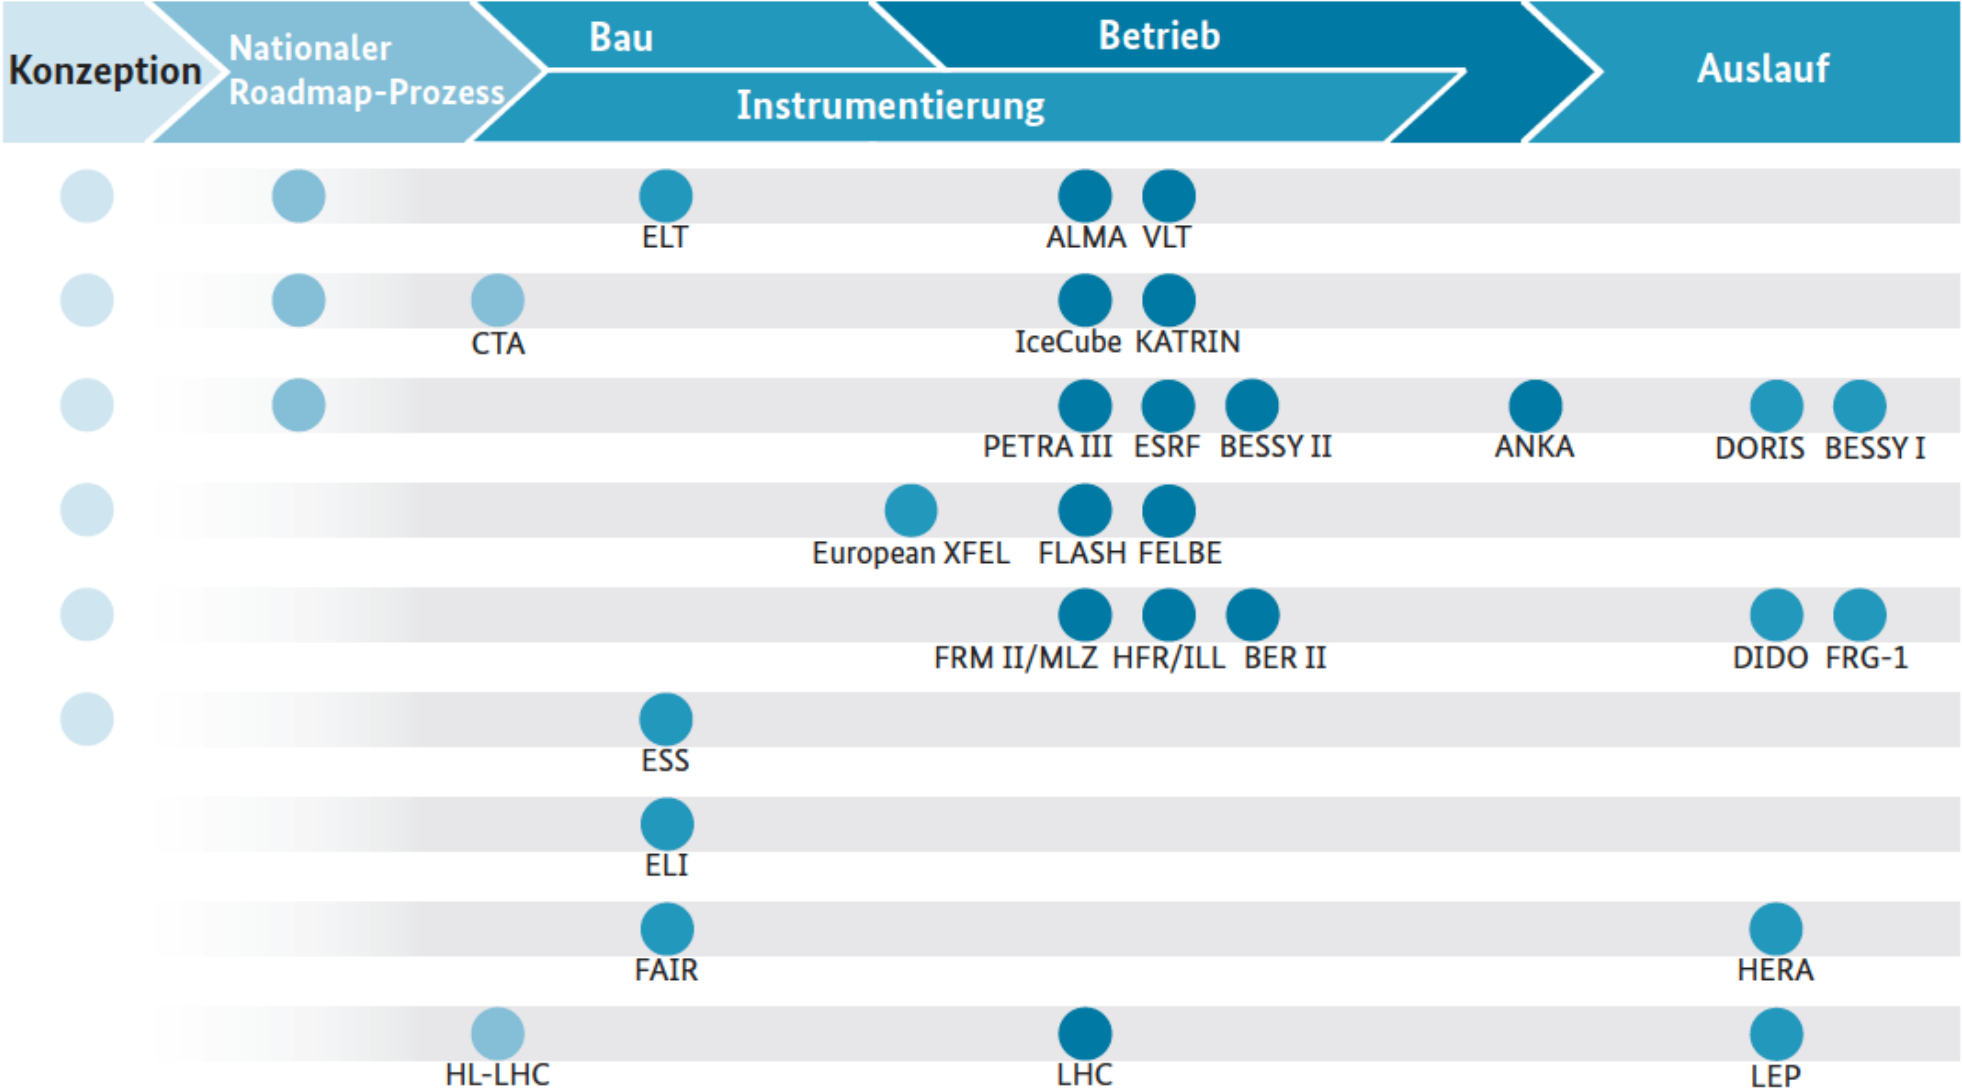 Konzeption
Nationaler
Roadmap-Prozess
Bau
Betrieb
Instrumentierung
Auslauf
ELT ALMA VLT
CTA IceCube KATRIN
PETRA III ESRF BESSY II ANKA DORIS BESSY I
European XFEL FLASH FELBE
FRM II/MLZ HFR/ILL BER II DIDO FRG-1
ESS
ELI
FAIR HERA
HL-LHC LHC LEP